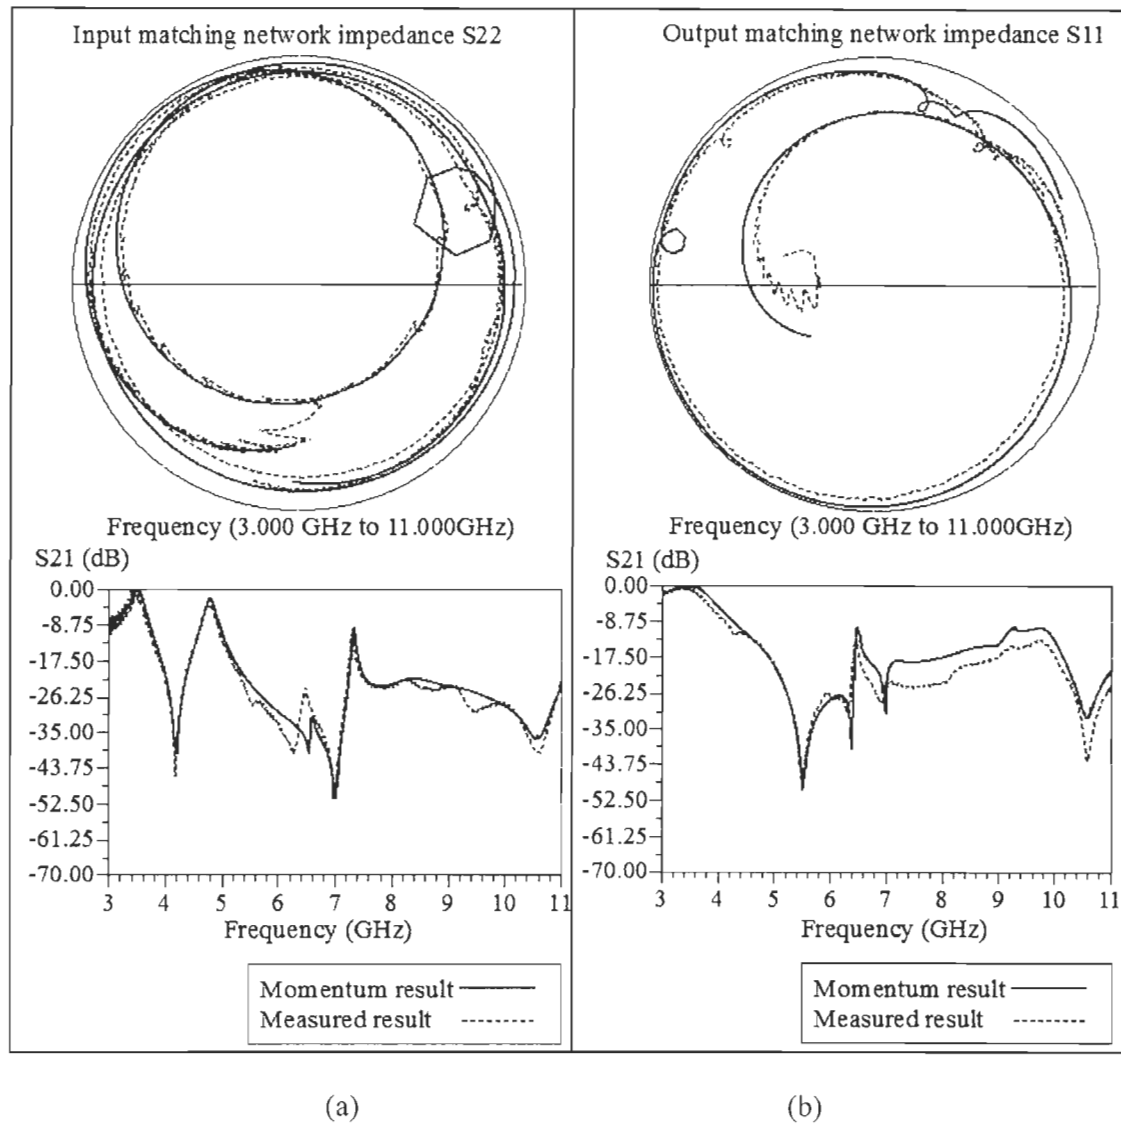 Input matching network impedance S22
Frequency (3.000 GHz to 11.000GHz)
S21 (dB)
0.00
-8.75
-17.50
-26.25
-35.00
-43.75
-52.50
-61.25
-70.00
3 4 5 6 7 8 9 10 11
Frequency (GHz)
Momentum result
Measured result
(a)
Output matching network impedance S11
Frequency (3.000 GHz to 11.000GHz)
S21 (dB)
0.00
-8.75
-17.50
-26.25
-35.00
-43.75
-52.50
-61.25
-70.00
3 4 5 6 7 8 9 10 11
Frequency (GHz)
Momentum result
Measured result
(b)